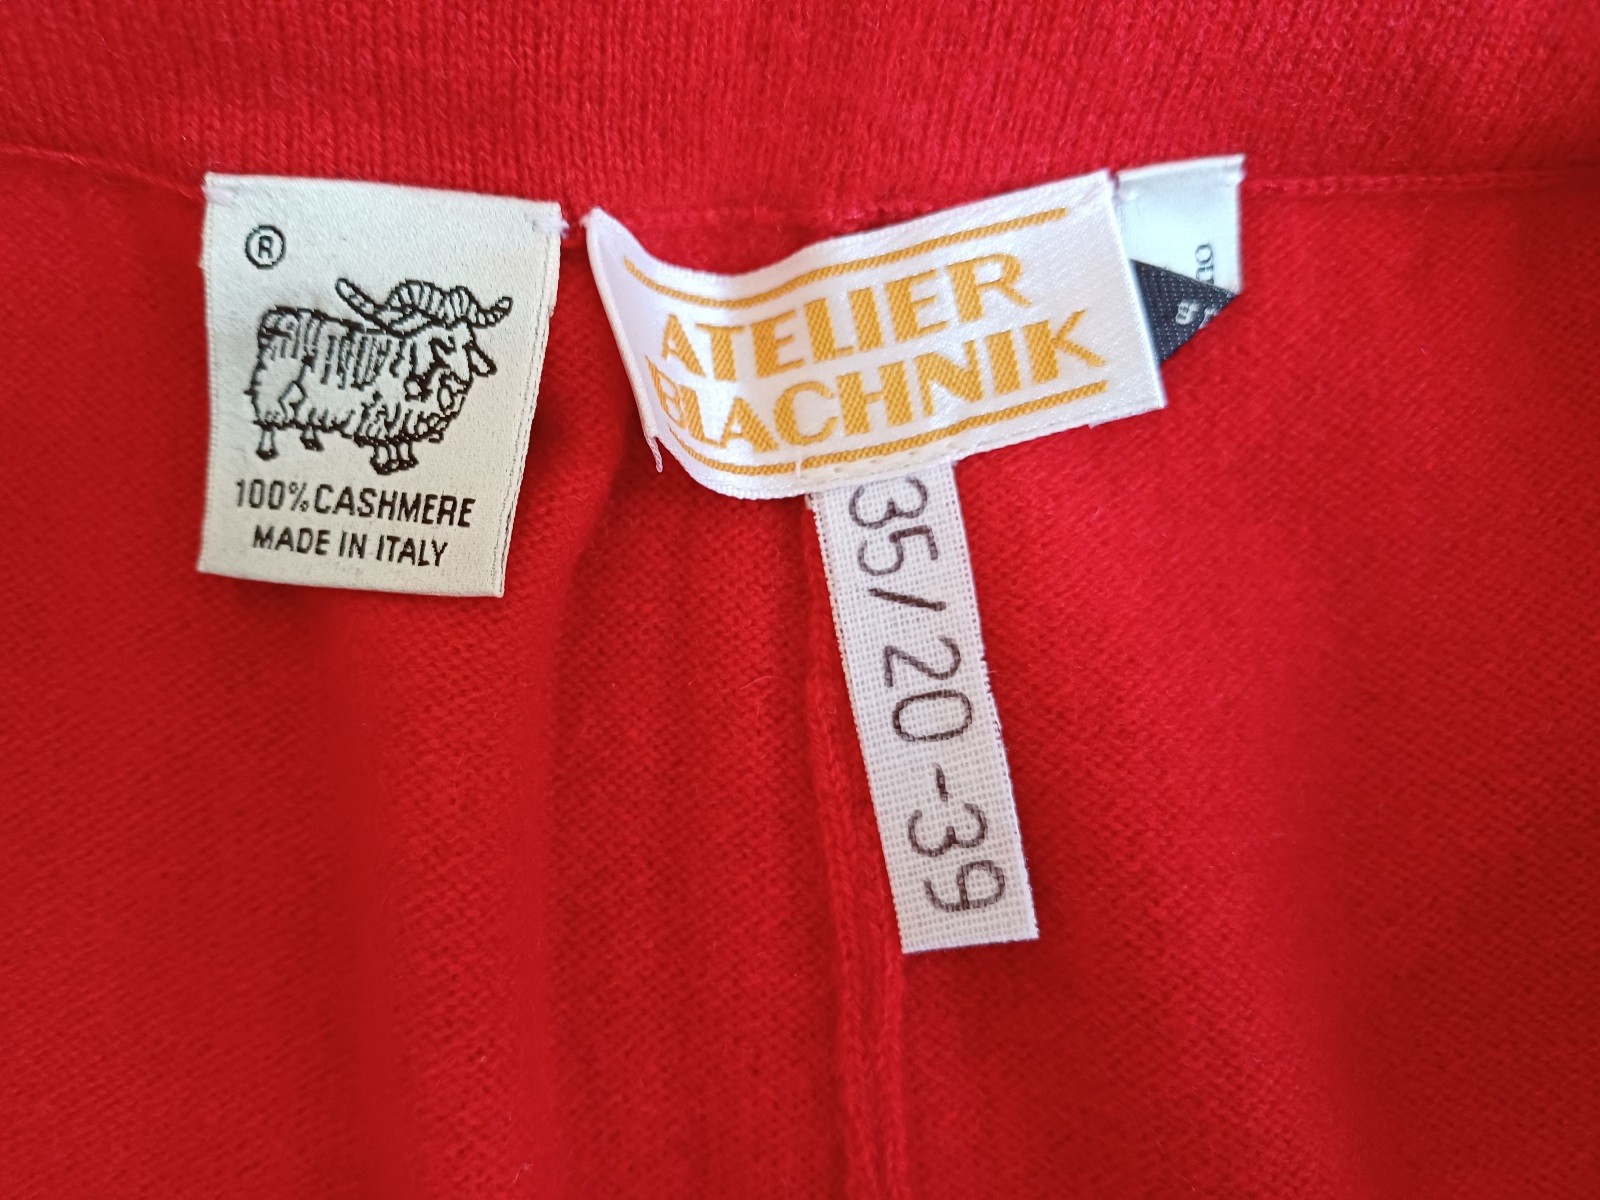 ®
100% CASHMERE
MADE IN ITALY
ATELIER
BLACHNIK
35/20-39